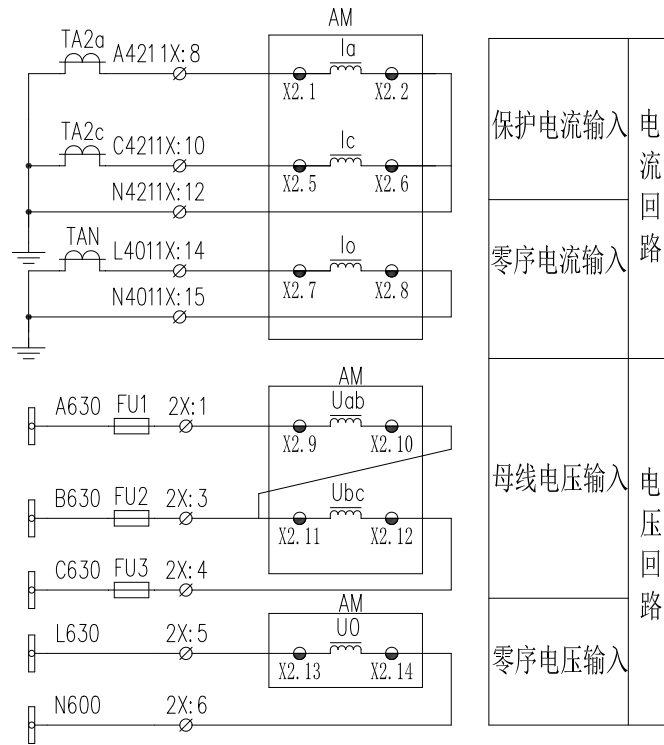 AM
TA2a A4211X:8 Ia
X2.1 X2.2
TA2c C4211X:10 Ic
X2.5 X2.6
N4211X:12
TAN L4011X:14 Io
X2.7 X2.8
N4011X:15
保护电流输入
零序电流输入
电流回路
AM
A630 FU1 2X:1 Uab
X2.9 X2.10
B630 FU2 2X:3 Ubc
X2.11 X2.12
C630 FU3 2X:4
AM
L630 2X:5 U0
X2.13 X2.14
N600 2X:6
母线电压输入
零序电压输入
电压回路